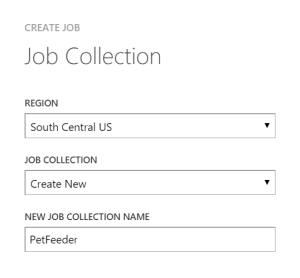 CREATE JOB
Job Collection
REGION
South Central US
JOB COLLECTION
Create New
NEW JOB COLLECTION NAME
PetFeeder